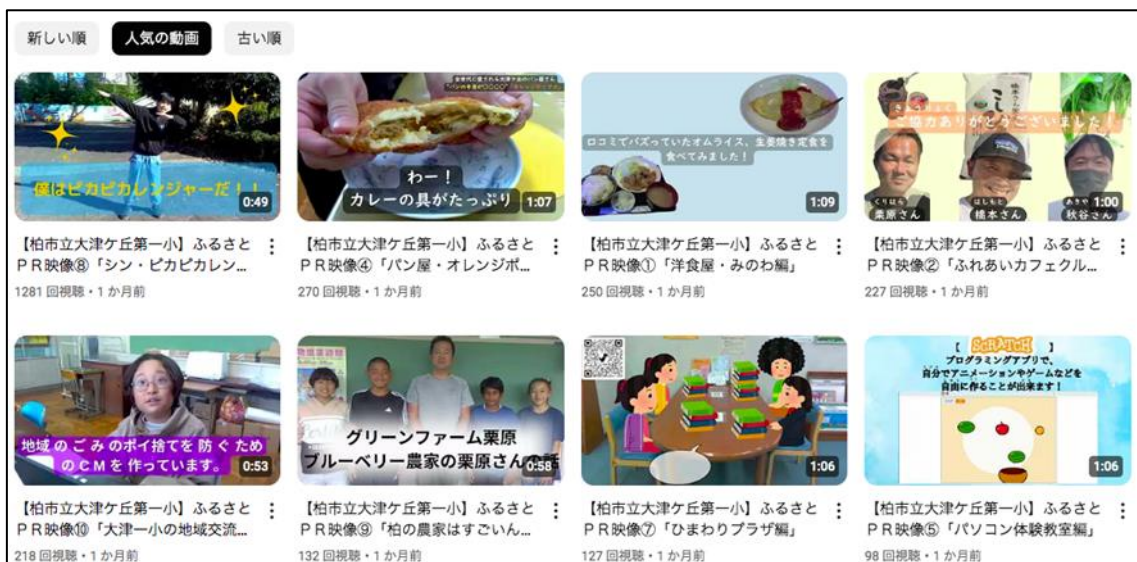 新しい順
人気の動画
古い順
僕はピカピカレンジャーだ！！
0:49
【柏市立大津ケ丘第一小】ふるさと
ＰＲ映像⑧「シン・ピカピカレン...
1281 回視聴・1 か月前
わー！
カレーの具がたっぷり
1:07
【柏市立大津ケ丘第一小】ふるさと
ＰＲ映像④「パン屋・オレンジポ...
270 回視聴・1 か月前
口コミでバズっていたオムライス、生姜焼き定食を
食べてみました！
1:09
【柏市立大津ケ丘第一小】ふるさと
ＰＲ映像①「洋食屋・みのわ編」
250 回視聴・1 か月前
きょうりょく
ご協力ありがとうございました！
くりはら
栗原さん
はしもと
橋本さん
あきや
秋谷さん
1:00
【柏市立大津ケ丘第一小】ふるさと
ＰＲ映像②「ふれあいカフェクル...
227 回視聴・1 か月前
地域のごみのポイ捨てを防ぐため
のＣＭを作っています。
0:53
【柏市立大津ケ丘第一小】ふるさと
ＰＲ映像⑩「大津一小の地域交流...
218 回視聴・1 か月前
グリーンファーム栗原
ブルーベリー農家の栗原さんの話
0:58
【柏市立大津ケ丘第一小】ふるさと
ＰＲ映像⑨「柏の農家はすごいん...
132 回視聴・1 か月前
1:06
【柏市立大津ケ丘第一小】ふるさと
ＰＲ映像⑦「ひまわりプラザ編」
127 回視聴・1 か月前
【 SCRATCH 】
プログラミングアプリで、
自分でアニメーションやゲームなどを
自由に作ることが出来ます！
1:06
【柏市立大津ケ丘第一小】ふるさと
ＰＲ映像⑤「パソコン体験教室編」
98 回視聴・1 か月前